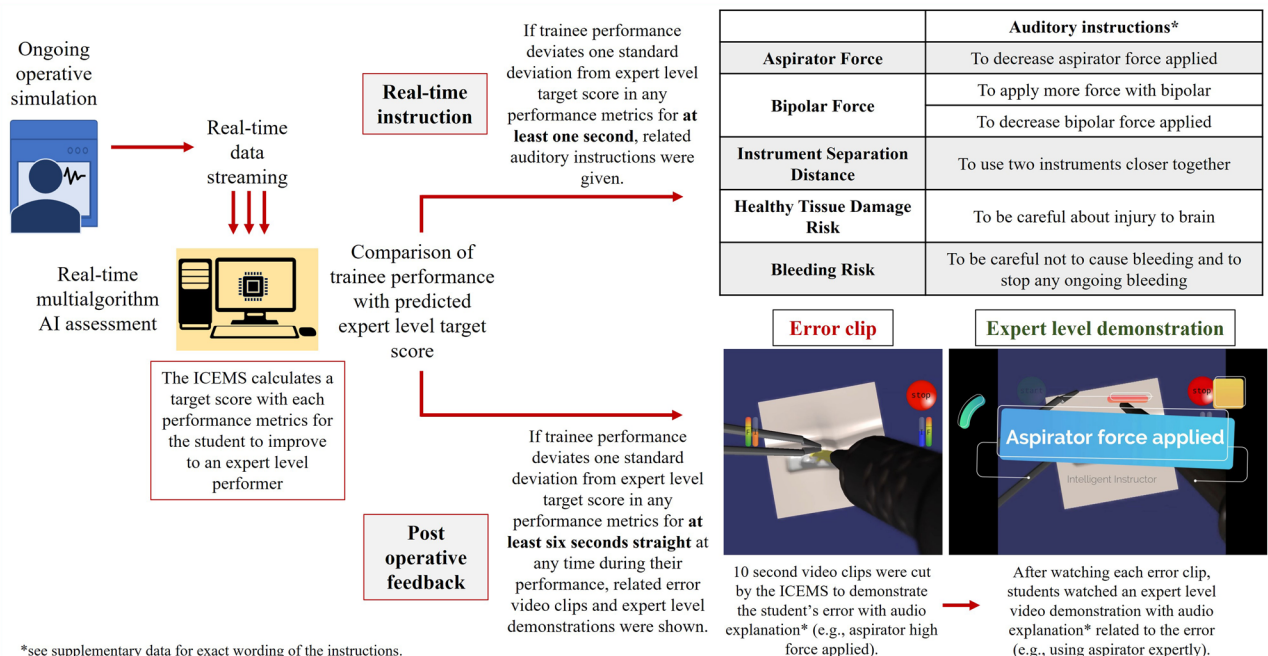 Ongoing
operative
simulation
Real-time
data
streaming
Real-time
multialgorithm
AI assessment
The ICEMS calculates a
target score with each
performance metrics for
the student to improve
to an expert level
performer
Comparison of
trainee performance
with predicted
expert level target
score
Real-time
instruction
If trainee performance
deviates one standard
deviation from expert level
target score in any
performance metrics for at
least one second, related
auditory instructions were
given.
Post
operative
feedback
If trainee performance
deviates one standard
deviation from expert level
target score in any
performance metrics for at
least six seconds straight at
any time during their
performance, related error
video clips and expert level
demonstrations were shown.
Auditory instructions*
Aspirator Force
To decrease aspirator force applied
Bipolar Force
To apply more force with bipolar
To decrease bipolar force applied
Instrument Separation
Distance
To use two instruments closer together
Healthy Tissue Damage
Risk
To be careful about injury to brain
Bleeding Risk
To be careful not to cause bleeding and to
stop any ongoing bleeding
Error clip
stop
10 second video clips were cut
by the ICEMS to demonstrate
the student's error with audio
explanation* (e.g., aspirator high
force applied).
Expert level demonstration
start
stop
Aspirator force applied
Intelligent Instructor
After watching each error clip,
students watched an expert level
video demonstration with audio
explanation* related to the error
(e.g., using aspirator expertly).
*see supplementary data for exact wording of the instructions.